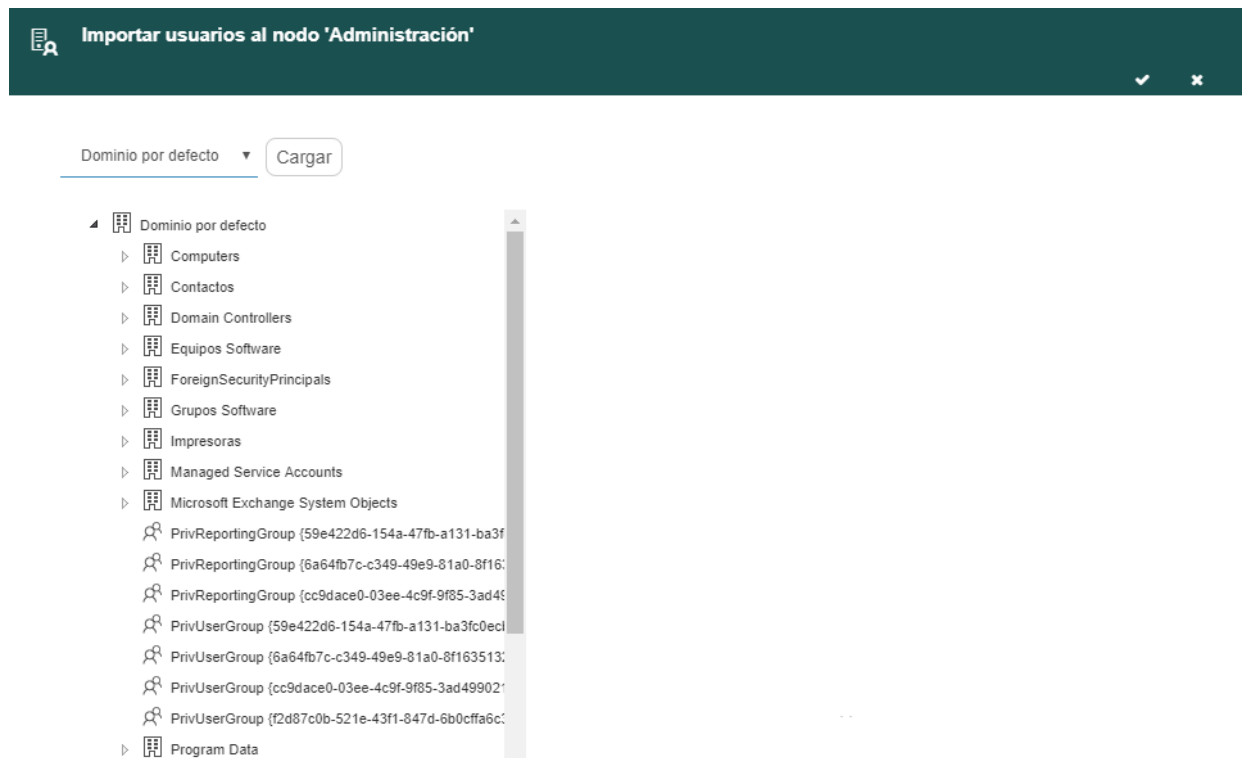 Importar usuarios al nodo 'Administración'
Dominio por defecto
Cargar
Dominio por defecto
Computers
Contactos
Domain Controllers
Equipos Software
ForeignSecurityPrincipals
Grupos Software
Impresoras
Managed Service Accounts
Microsoft Exchange System Objects
PrivReportingGroup {59e422d6-154a-47fb-a131-ba3f
PrivReportingGroup {6a64fb7c-c349-49e9-81a0-8f16
PrivReportingGroup {cc9dace0-03ee-4c9f-9f85-3ad49
PrivUserGroup {59e422d6-154a-47fb-a131-ba3fc0ecl
PrivUserGroup {6a64fb7c-c349-49e9-81a0-8f163513
PrivUserGroup {cc9dace0-03ee-4c9f-9f85-3ad49902
PrivUserGroup {f2d87c0b-521e-43f1-847d-6b0cffa6c
Program Data